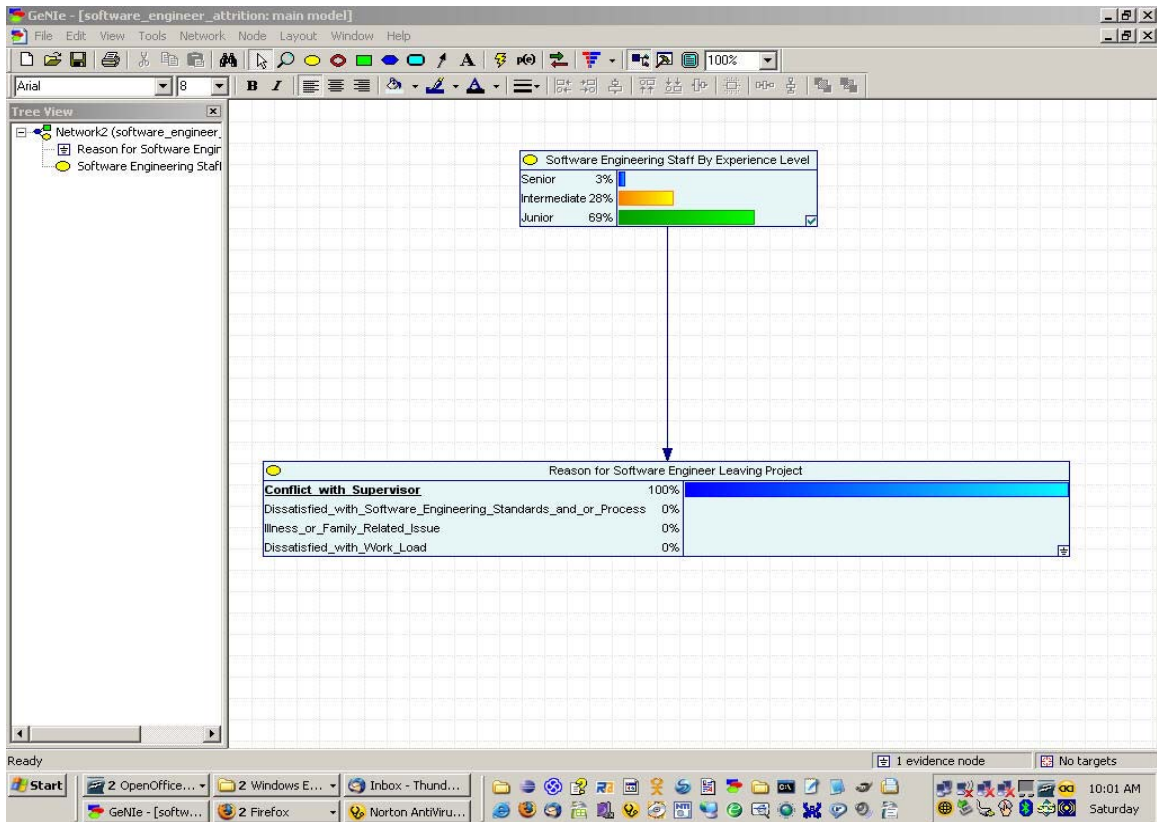 GeNIe - [software_engineer_attrition: main model]
File Edit View Tools Network Node Layout Window Help
A p(e) 100%
Arial 8 B I A
Tree View
Network2 (software_engineer_
Reason for Software Engir
Software Engineering Staff
Software Engineering Staff By Experience Level
Senior 3%
Intermediate 28%
Junior 69%
Reason for Software Engineer Leaving Project
Conflict_with_Supervisor 100%
Dissatisfied_with_Software_Engineering_Standards_and_or_Process 0%
Illness_or_Family_Related_Issue 0%
Dissatisfied_with_Work_Load 0%
Ready 1 evidence node No targets
Start 2 OpenOffice... 2 Windows E... Inbox - Thund... 10:01 AM
GeNIe - [softw... 2 Firefox Norton AntiViru... Saturday